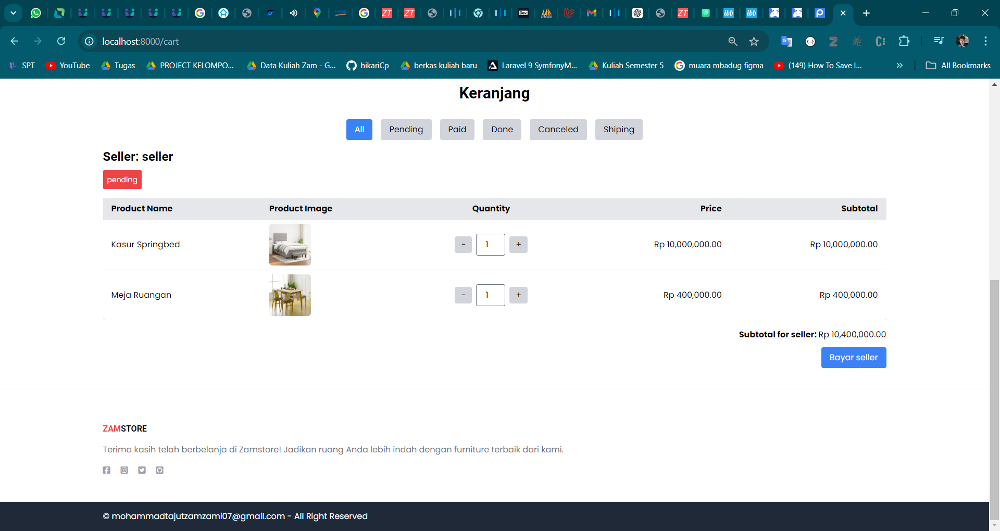 localhost:8000/cart
SPT YouTube Tugas PROJECT KELOMPO... Data Kuliah Zam - G... hikariCp berkas kuliah baru Laravel 9 SymfonyM... Kuliah Semester 5 muara mbadug figma (149) How To Save I... » All Bookmarks
Keranjang
All Pending Paid Done Canceled Shiping
Seller: seller
pending
Product Name Product Image Quantity Price Subtotal
Kasur Springbed - 1 + Rp 10,000,000.00 Rp 10,000,000.00
Meja Ruangan - 1 + Rp 400,000.00 Rp 400,000.00
Subtotal for seller: Rp 10,400,000.00
Bayar seller
ZAMSTORE
Terima kasih telah berbelanja di Zamstore! Jadikan ruang Anda lebih indah dengan furniture terbaik dari kami.
© mohammadtajutzamzami07@gmail.com - All Right Reserved